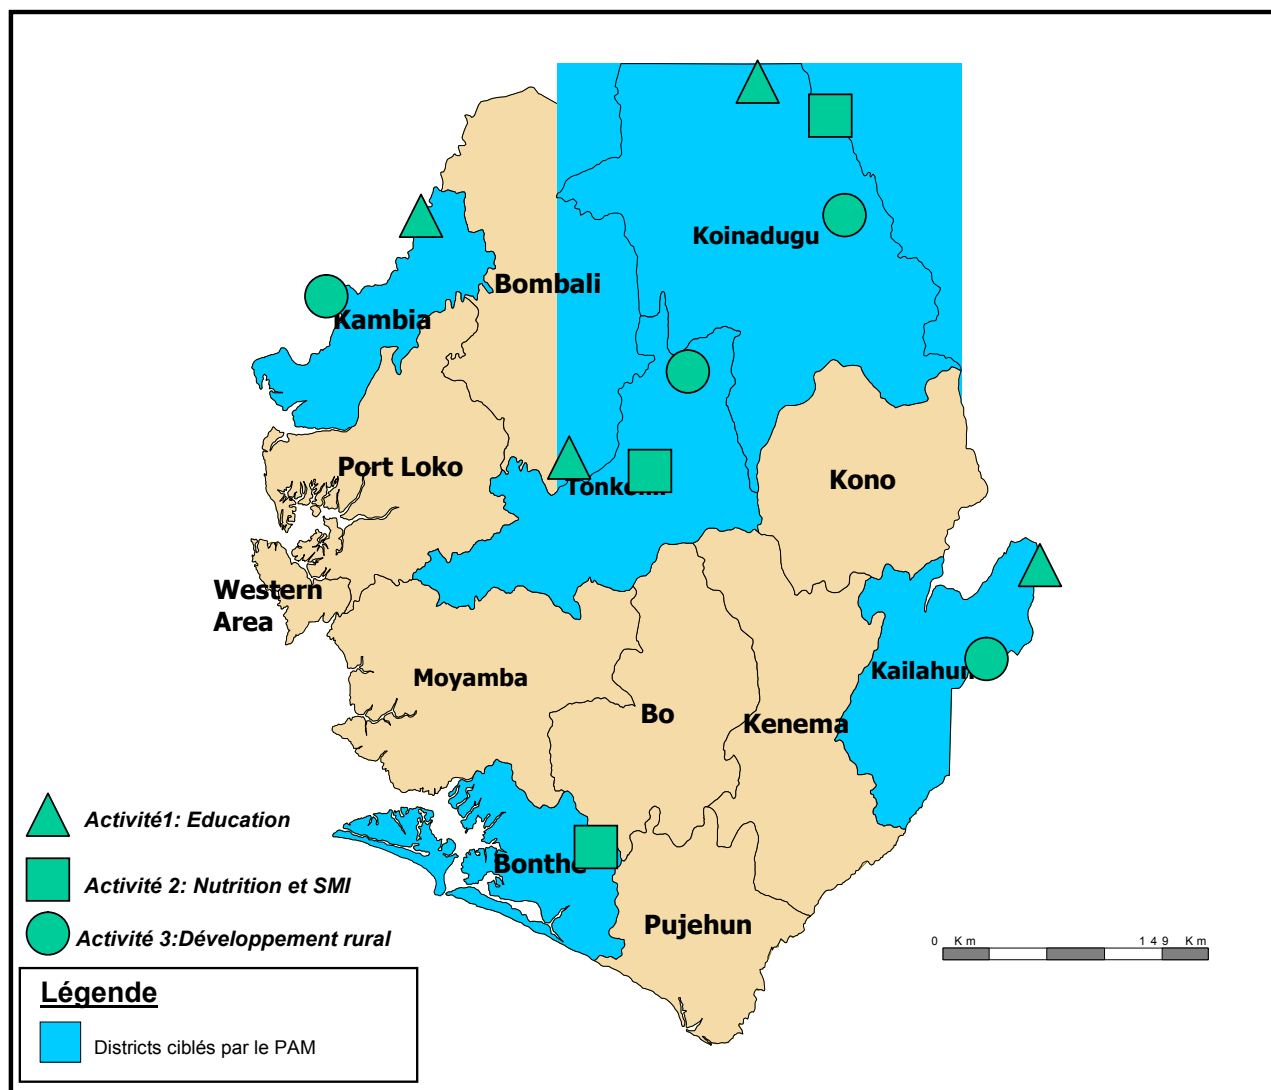 Koinadugu
Bombali
Kambia
Port Loko
Kono
Western
Area
Kailahun
Moyamba
Bo
Kenema
Bonthe
Pujehun
Activité1: Education
Activité 2: Nutrition et SMI
Activité 3:Développement rural
0 Km 149 Km
Légende
Districts ciblés par le PAM